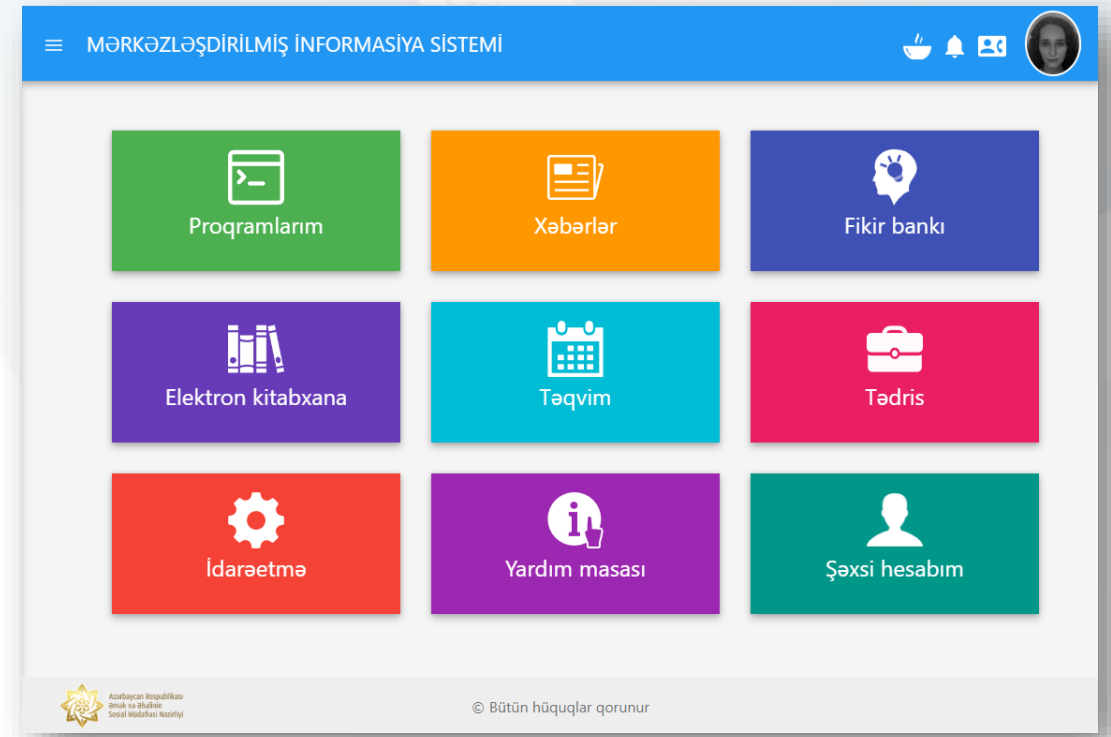 MƏRKƏZLƏŞDİRİLMİŞ İNFORMASİYA SİSTEMİ
Proqramlarım
Xəbərlər
Fikir bankı
Elektron kitabxana
Təqvim
Tədris
İdarəetmə
Yardım masası
Şəxsi hesabım
Azərbaycan Respublikası
Əmək və Əhalinin
Sosial Müdafiəsi Nazirliyi
© Bütün hüquqlar qorunur